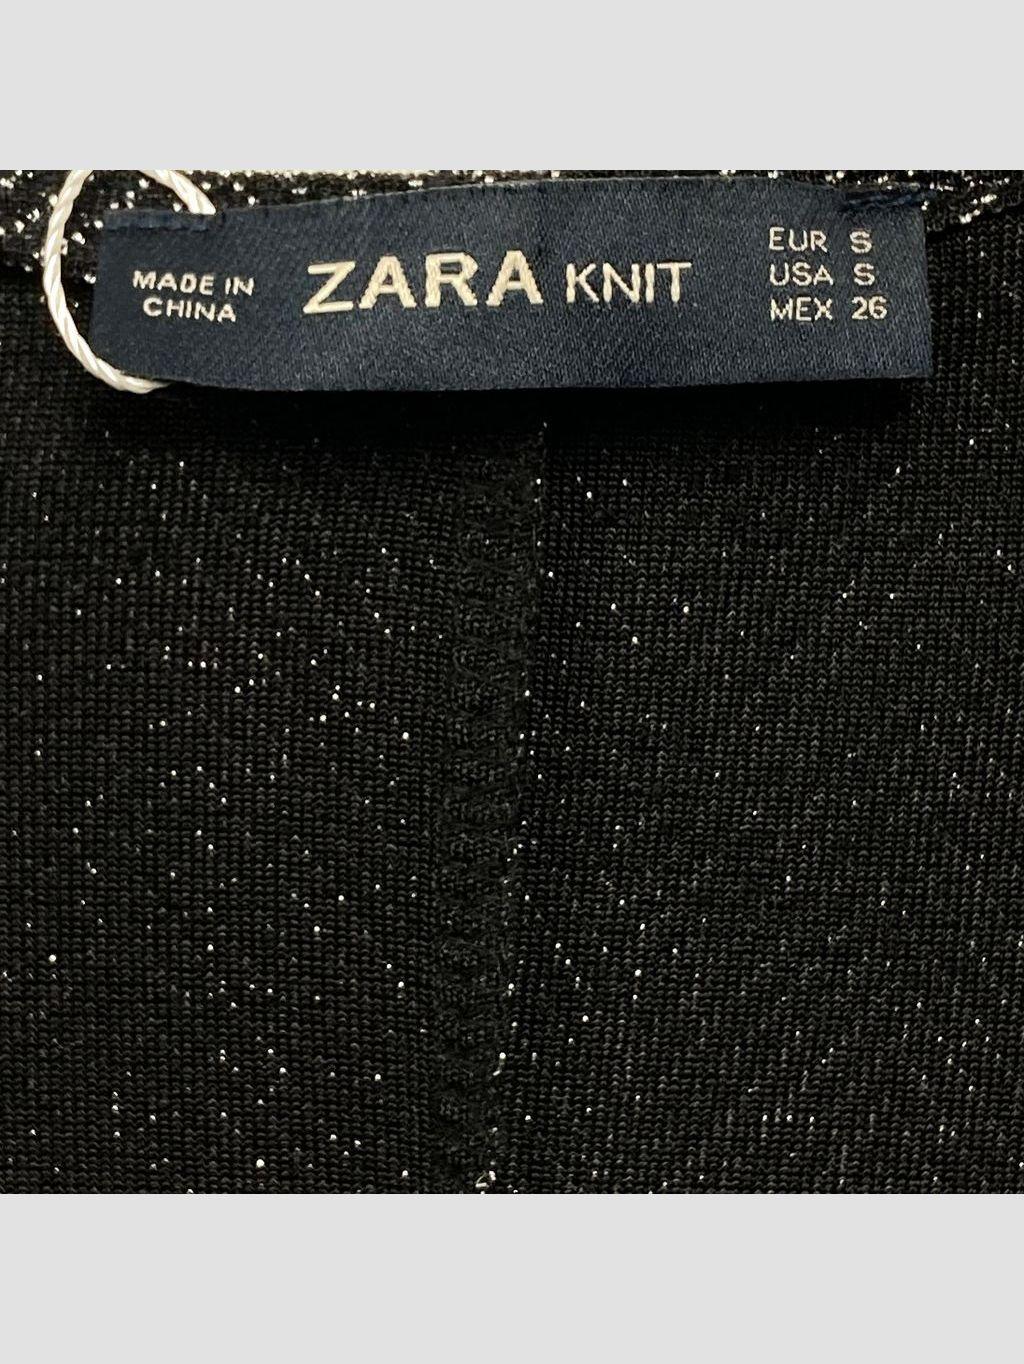 MADE IN
CHINA
ZARA KNIT
EUR S
USA S
MEX 26